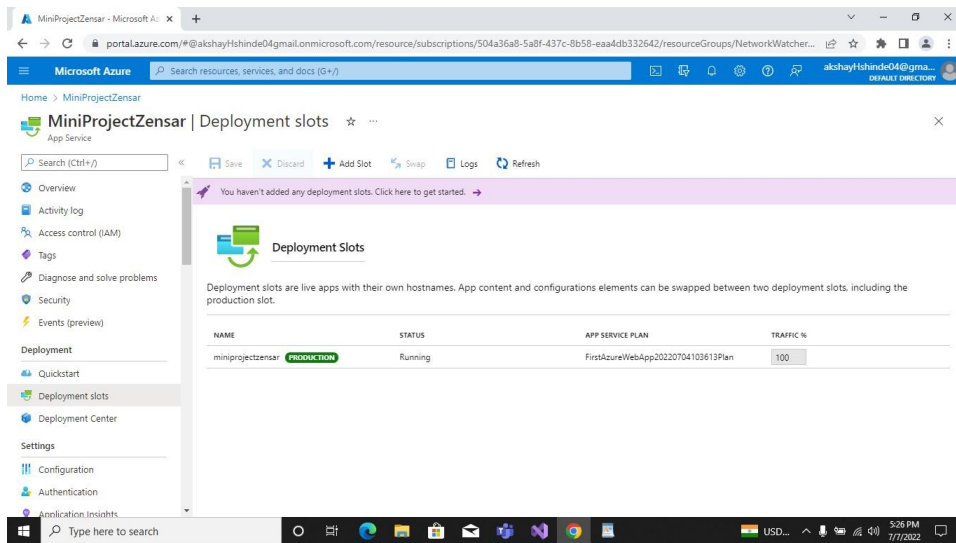 MiniProjectZensar - Microsoft Az
portal.azure.com/#@akshayHshinde04gmail.onmicrosoft.com/resource/subscriptions/504a36a8-5a8f-437c-8b58-eaa4db332642/resourceGroups/NetworkWatcher...
Microsoft Azure
Search resources, services, and docs (G+/)
akshayHshinde04@gma...
DEFAULT DIRECTORY
Home > MiniProjectZensar
MiniProjectZensar | Deployment slots
App Service
Search (Ctrl+/)
Save Discard Add Slot Swap Logs Refresh
Overview
Activity log
Access control (IAM)
Tags
Diagnose and solve problems
Security
Events (preview)
Deployment
Quickstart
Deployment slots
Deployment Center
Settings
Configuration
Authentication
Application Insights
You haven't added any deployment slots. Click here to get started.
Deployment Slots
Deployment slots are live apps with their own hostnames. App content and configurations elements can be swapped between two deployment slots, including the
production slot.
NAME STATUS APP SERVICE PLAN TRAFFIC %
miniprojectzensar PRODUCTION Running FirstAzureWebApp20220704103613Plan 100
Type here to search
USD...
5:26 PM
7/7/2022